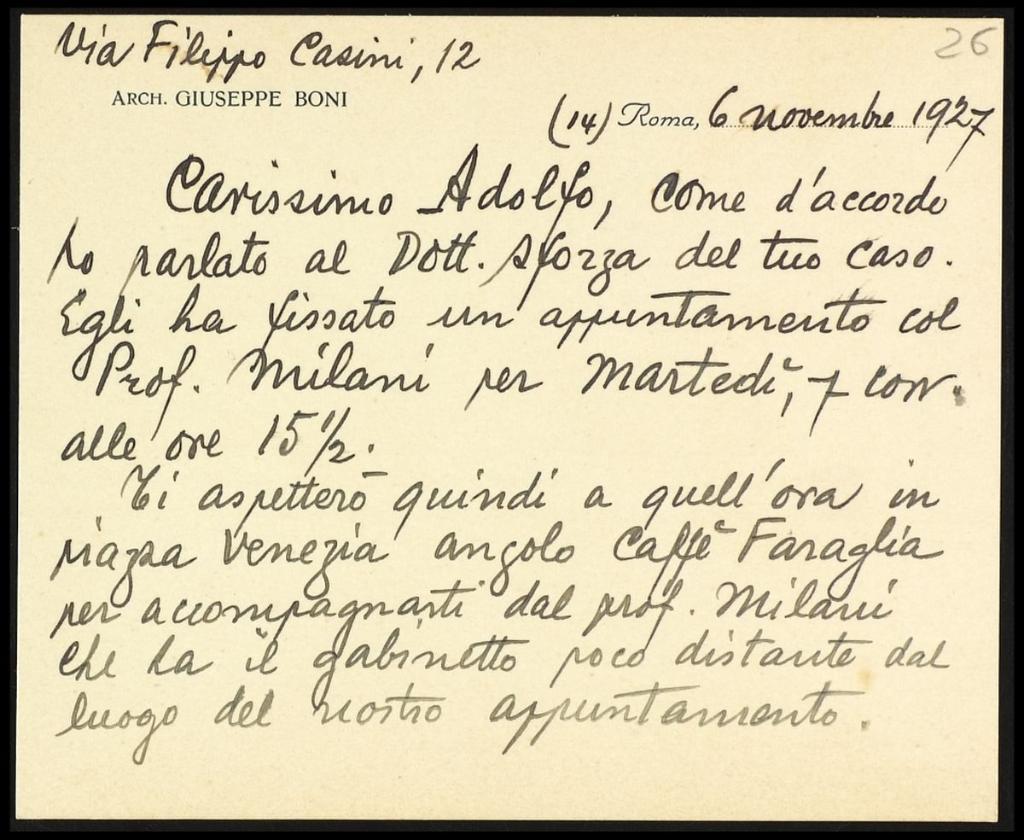 26
Via Filippo Casini, 12
ARCH. GIUSEPPE BONI
(14) Roma, 6 novembre 1927
Carissimo Adolfo, come d'accordo
ho parlato al Dott. Sforza del tuo caso.
Egli ha fissato un appuntamento col
Prof. Milani per Martedì, 7 corr.
alle ore 15 1/2.
Ti aspetterò quindi a quell'ora in
piazza Venezia angolo Caffè Faraglia
per accompagnarti dal prof. Milani
che ha il gabinetto poco distante dal
luogo del nostro appuntamento.